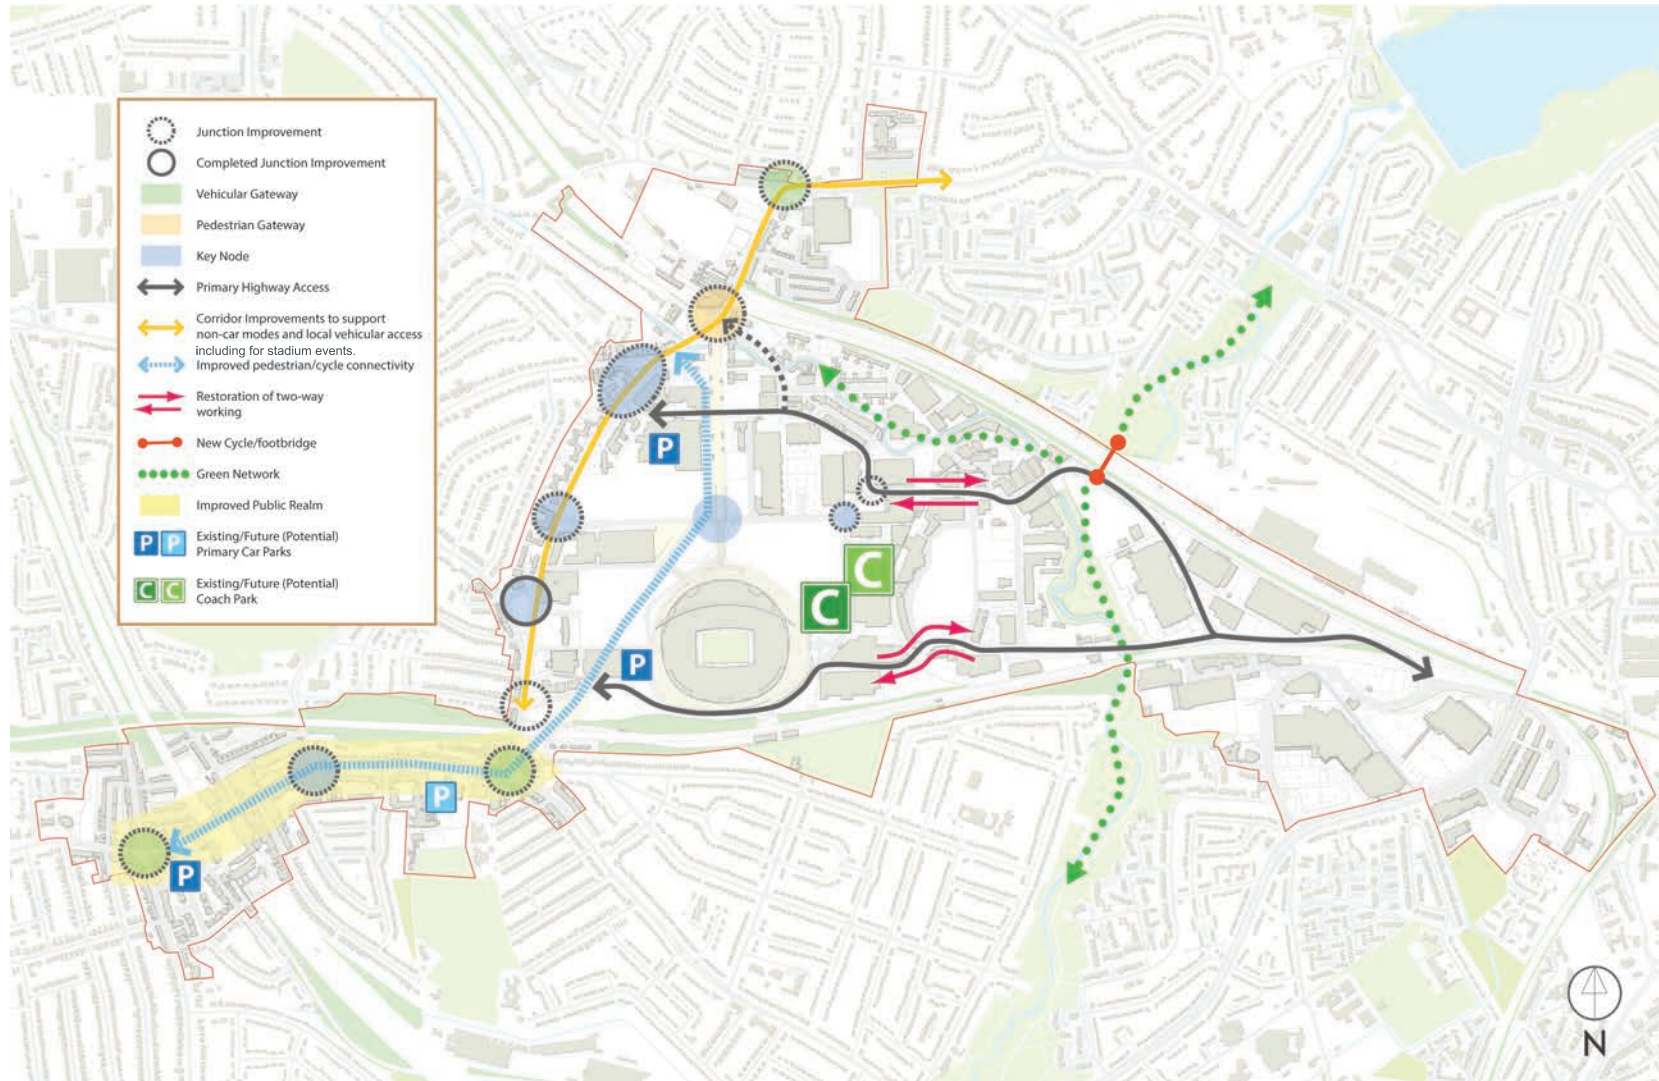 Junction Improvement
Completed Junction Improvement
Vehicular Gateway
Pedestrian Gateway
Key Node
Primary Highway Access
Corridor Improvements to support
non-car modes and local vehicular access
including for stadium events.
Improved pedestrian/cycle connectivity
Restoration of two-way
working
New Cycle/footbridge
Green Network
Improved Public Realm
P P
Existing/Future (Potential)
Primary Car Parks
C C
Existing/Future (Potential)
Coach Park
P
C
C
P
P
P
N